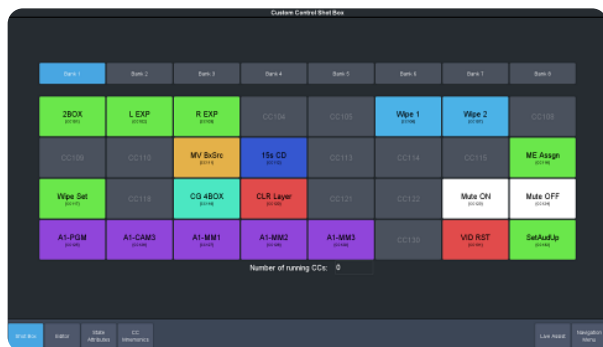 Custom Control Shot Box
Bank 1 Bank 2 Bank 3 Bank 4 Bank 5 Bank 6 Bank 7 Bank 8
2BOX L EXP R EXP CC104 CC105 Wipe 1 Wipe 2 CC108
CC109 CC110 MV BxSrc 15s CD CC113 CC114 CC115 ME Assgn
Wipe Set CC118 CG 4BOX CLR Layer CC121 CC122 Mute ON Mute OFF
A1-PGM A1-CAM3 A1-MM1 A1-MM2 A1-MM3 CC130 VID RST SetAudUp
Number of running CCs: 0
Shot Box Editor State CC Live Assist Navigation
Attributes Mnemonics Menu